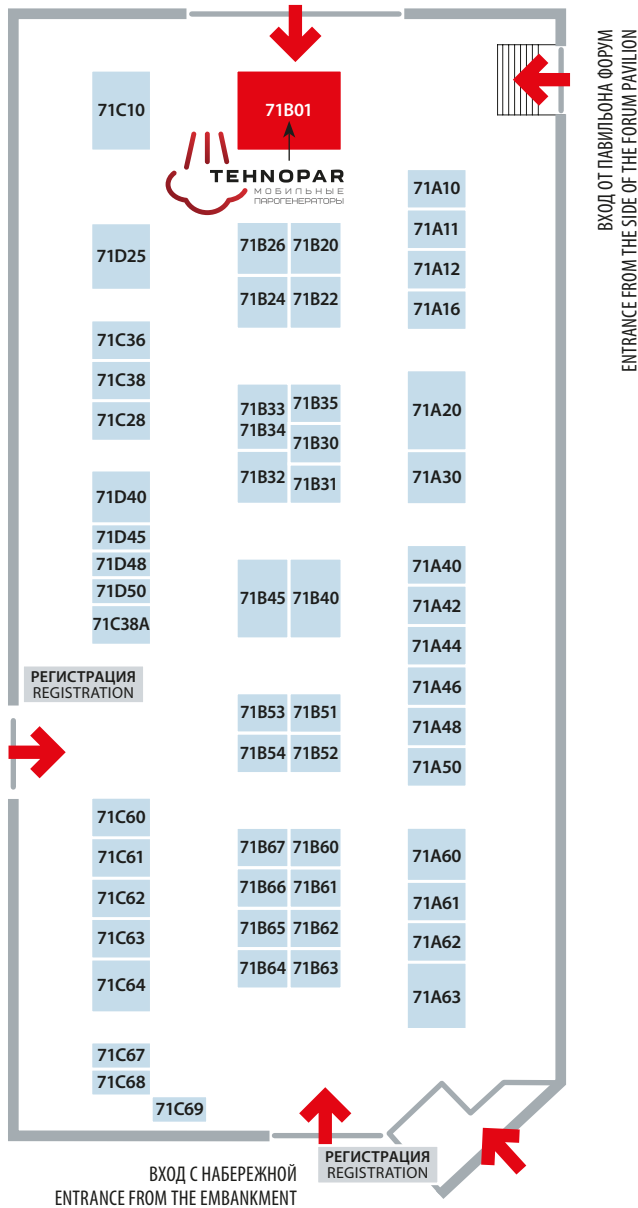 71C10
71B01
TEHNOPAR
МОБИЛЬНЫЕ
ПАРОГЕНЕРАТОРЫ
ВХОД ОТ ПАВИЛЬОНА ФОРУМ
ENTRANCE FROM THE SIDE OF THE FORUM PAVILION
71D25
71C36
71C38
71C28
71D40
71D45
71D48
71D50
71C38A
РЕГИСТРАЦИЯ
REGISTRATION
71C60
71C61
71C62
71C63
71C64
71C67
71C68
71C69
71B26 71B20
71B24 71B22
71B33 71B35
71B34 71B30
71B32 71B31
71B45 71B40
71B53 71B51
71B54 71B52
71B67 71B60
71B66 71B61
71B65 71B62
71B64 71B63
71A10
71A11
71A12
71A16
71A20
71A30
71A40
71A42
71A44
71A46
71A48
71A50
71A60
71A61
71A62
71A63
ВХОД С НАБЕРЕЖНОЙ
ENTRANCE FROM THE EMBANKMENT
РЕГИСТРАЦИЯ
REGISTRATION